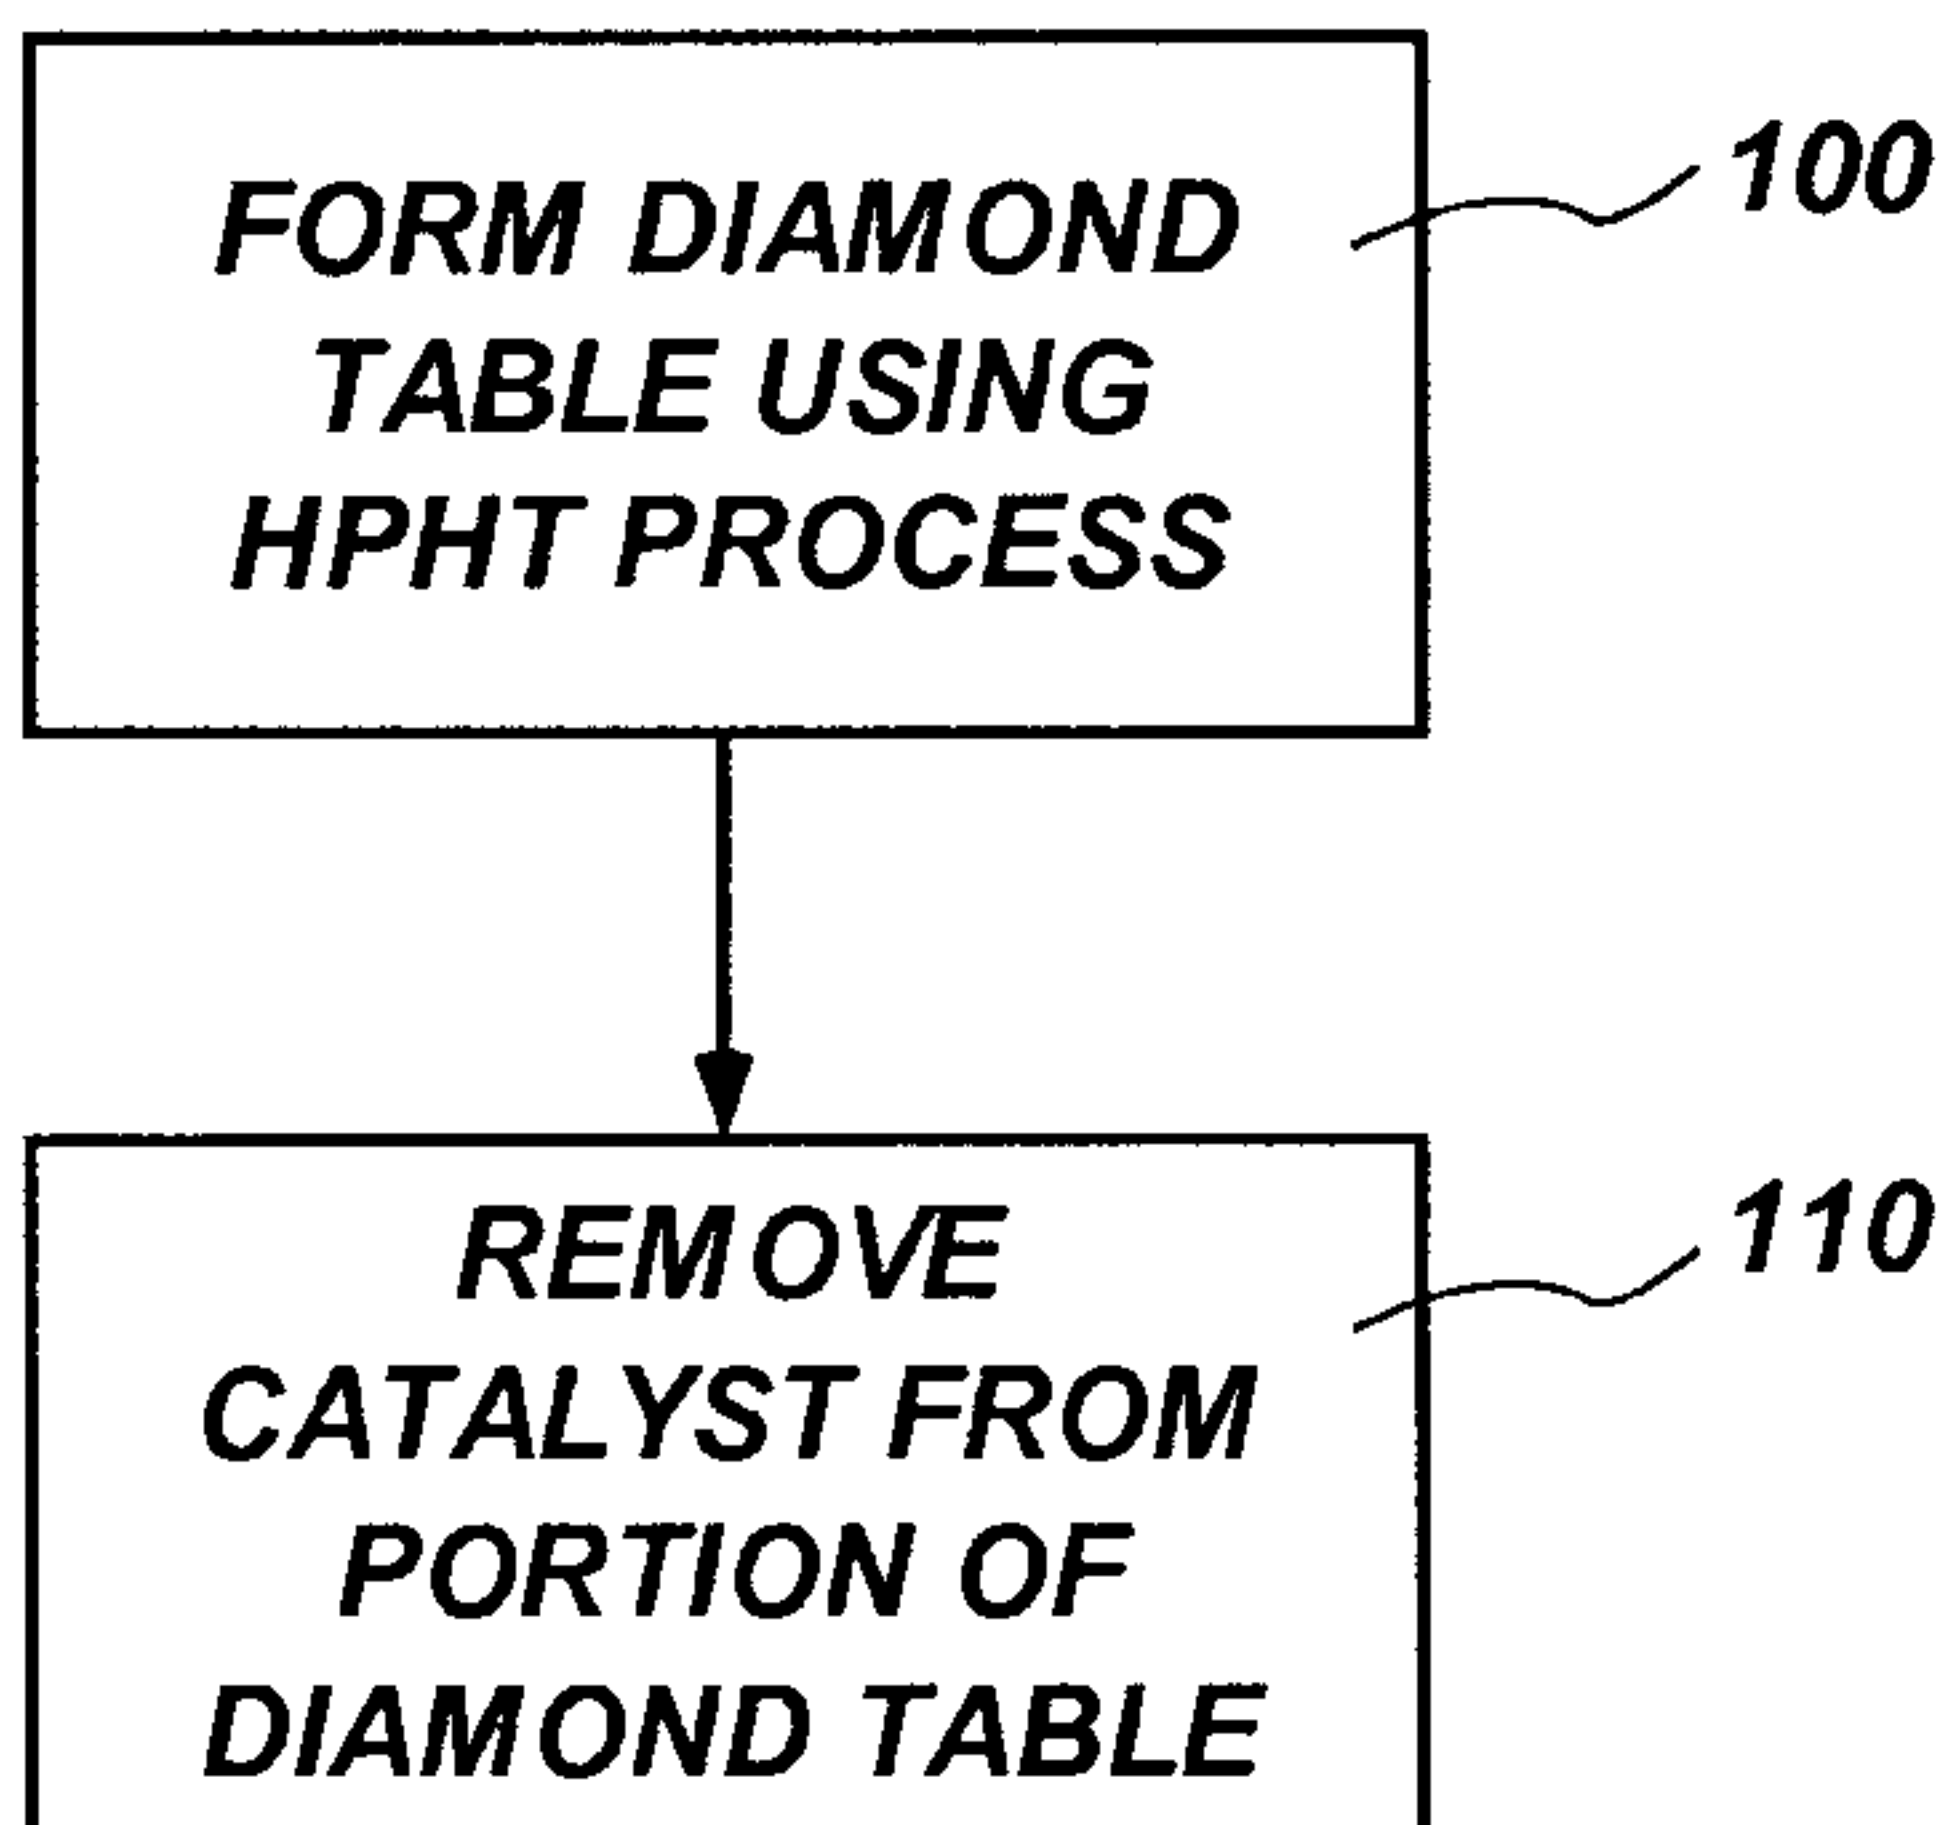 FORM DIAMOND
TABLE USING
HPHT PROCESS
100
REMOVE
CATALYST FROM
PORTION OF
DIAMOND TABLE
110